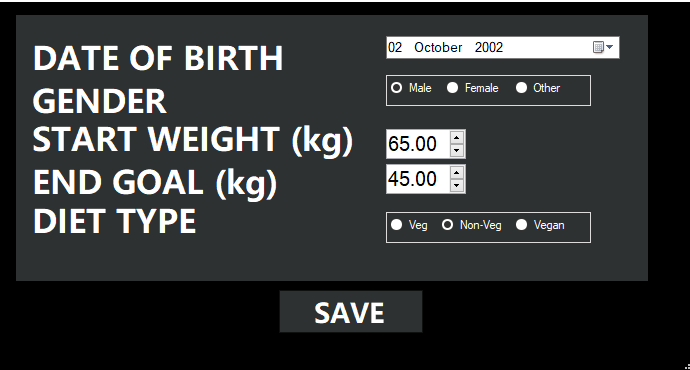 DATE OF BIRTH 02 October 2002
GENDER Male Female Other
START WEIGHT (kg) 65.00
END GOAL (kg) 45.00
DIET TYPE Veg Non-Veg Vegan
SAVE